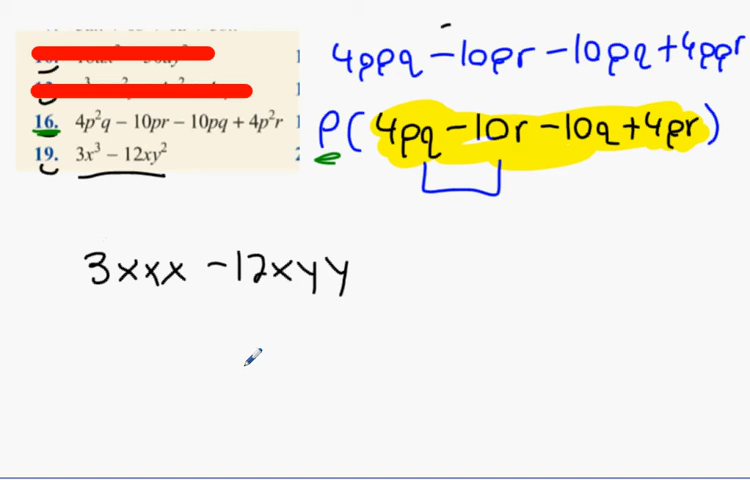 16. 4p²q − 10pr − 10pq + 4p²r
19. 3x³ − 12xy²
4ppq − 10pr − 10pq + 4ppr
P(4pq − 10r − 10q + 4pr)
3xxx − 12xyy